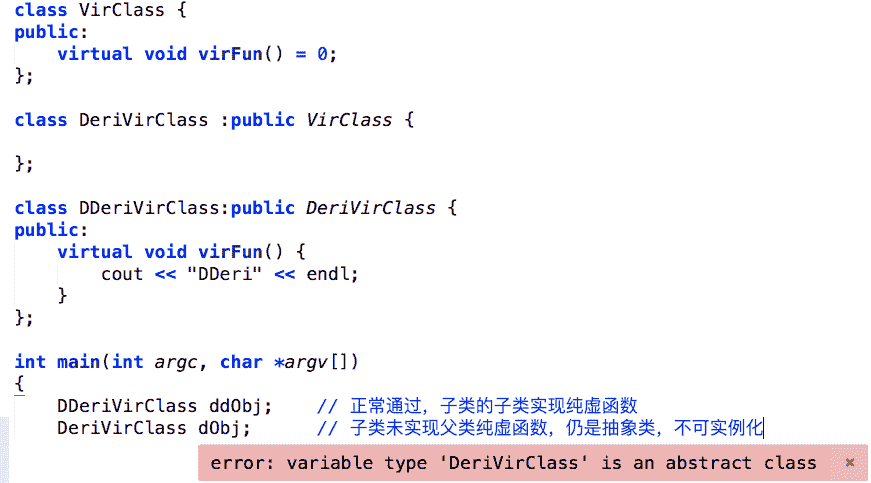 class VirClass {
public:
    virtual void virFun() = 0;
};
class DeriVirClass :public VirClass {
};
class DDeriVirClass:public DeriVirClass {
public:
    virtual void virFun() {
        cout << "DDeri" << endl;
    }
};
int main(int argc, char *argv[])
{
    DDeriVirClass ddObj;    // 正常通过，子类的子类实现纯虚函数
    DeriVirClass dObj;      // 子类未实现父类纯虚函数，仍是抽象类，不可实例化
error: variable type 'DeriVirClass' is an abstract class ×